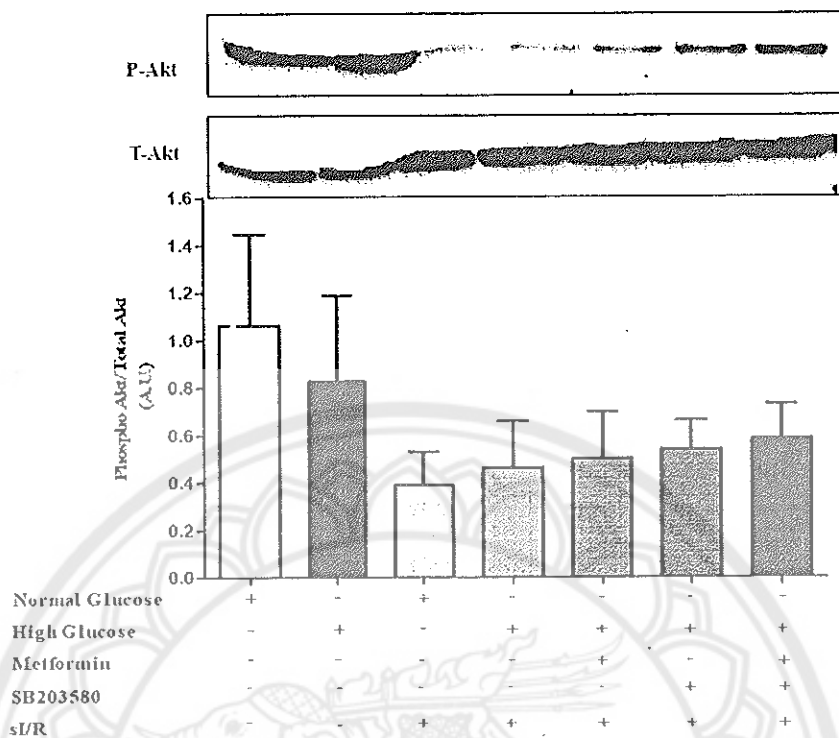 P-Akt
T-Akt
1.6
1.4
1.2
1.0
0.8
0.6
0.4
0.2
0.0
Phospho Akt/Total Akt
(A.U)
Normal Glucose + - + - - - -
High Glucose - + - + + + +
Metformin - - - - + - +
SB203580 - - - - - + +
sI/R - - + + + + +